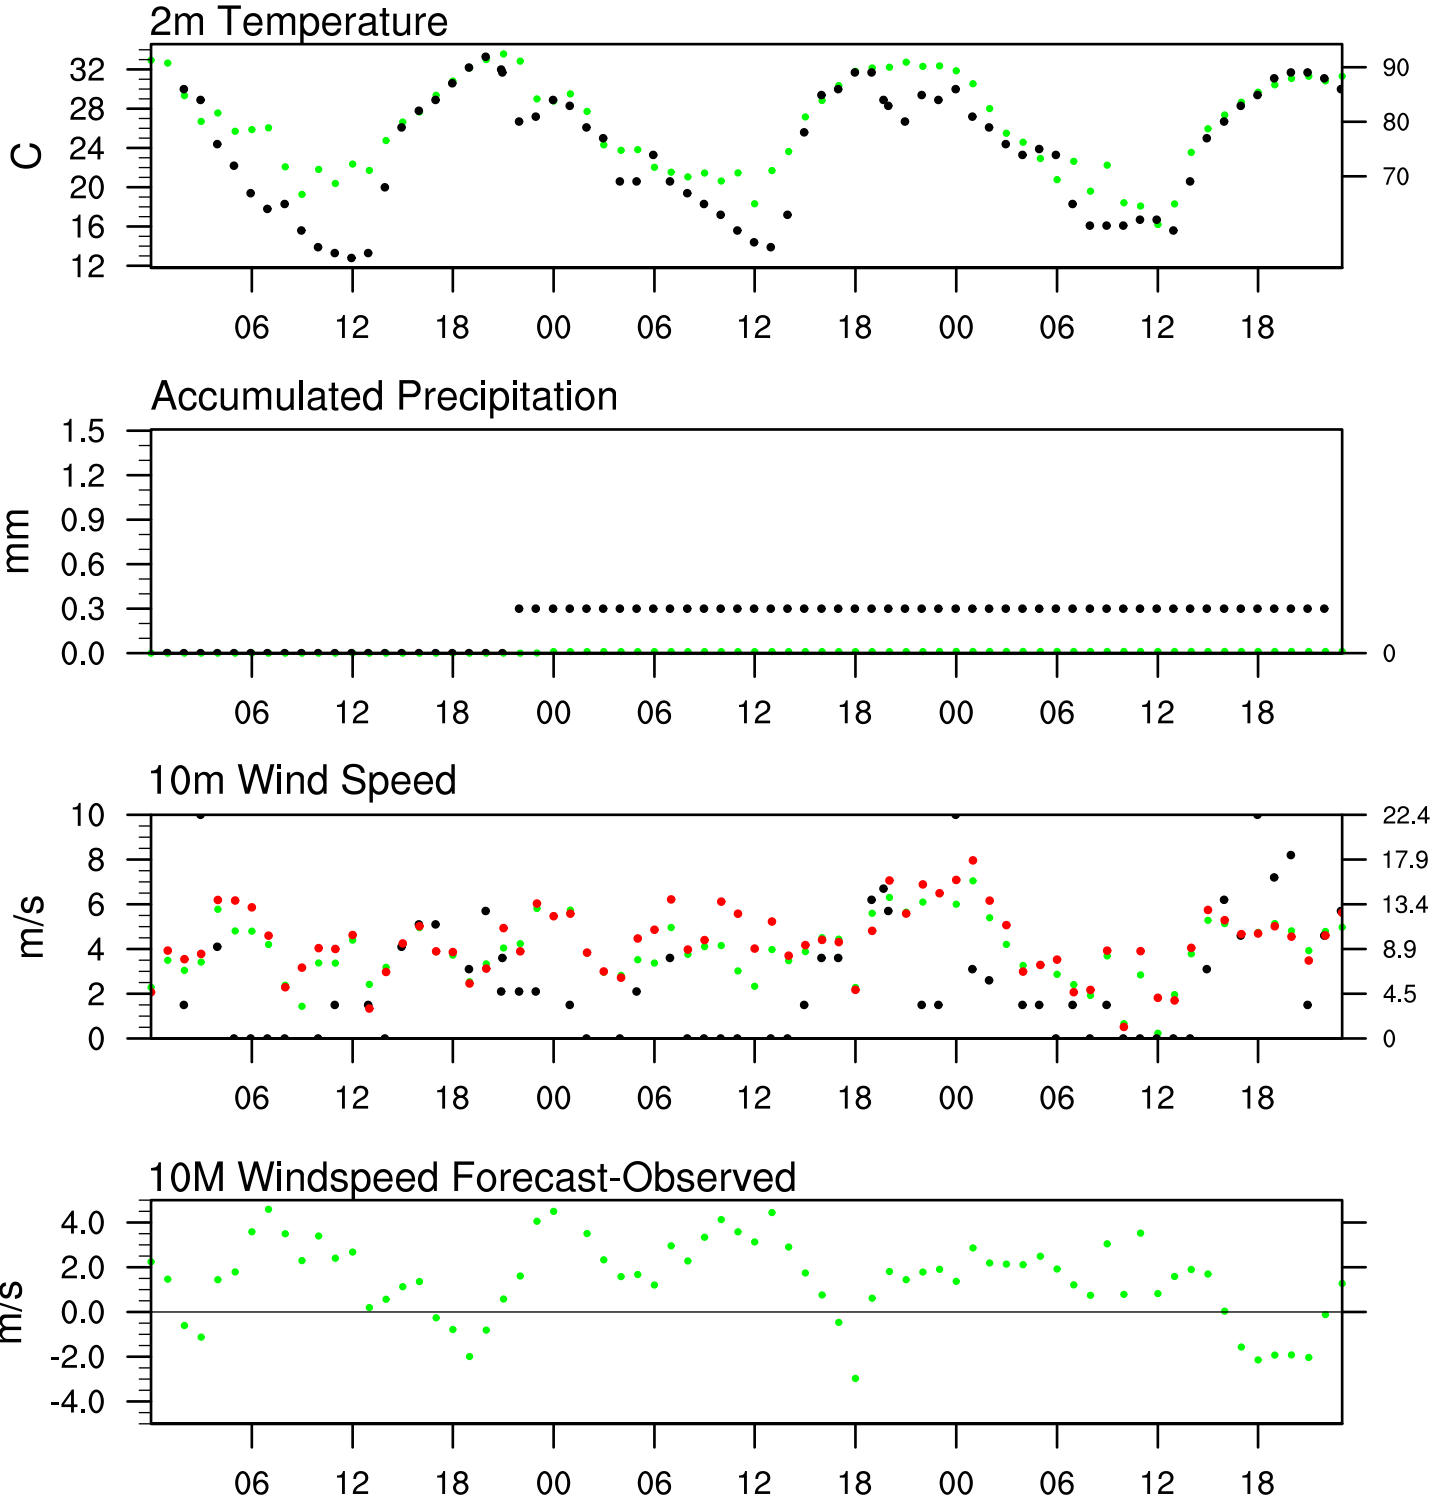 2m Temperature
32 90
28 80
24
20 70
16
12
C
06 12 18 00 06 12 18 00 06 12 18
Accumulated Precipitation
1.5
1.2
0.9
0.6
0.3
0.0 0
mm
06 12 18 00 06 12 18 00 06 12 18
10m Wind Speed
10 22.4
8 17.9
6 13.4
4 8.9
2 4.5
0 0
m/s
06 12 18 00 06 12 18 00 06 12 18
10M Windspeed Forecast-Observed
4.0
2.0
0.0
-2.0
-4.0
m/s
06 12 18 00 06 12 18 00 06 12 18